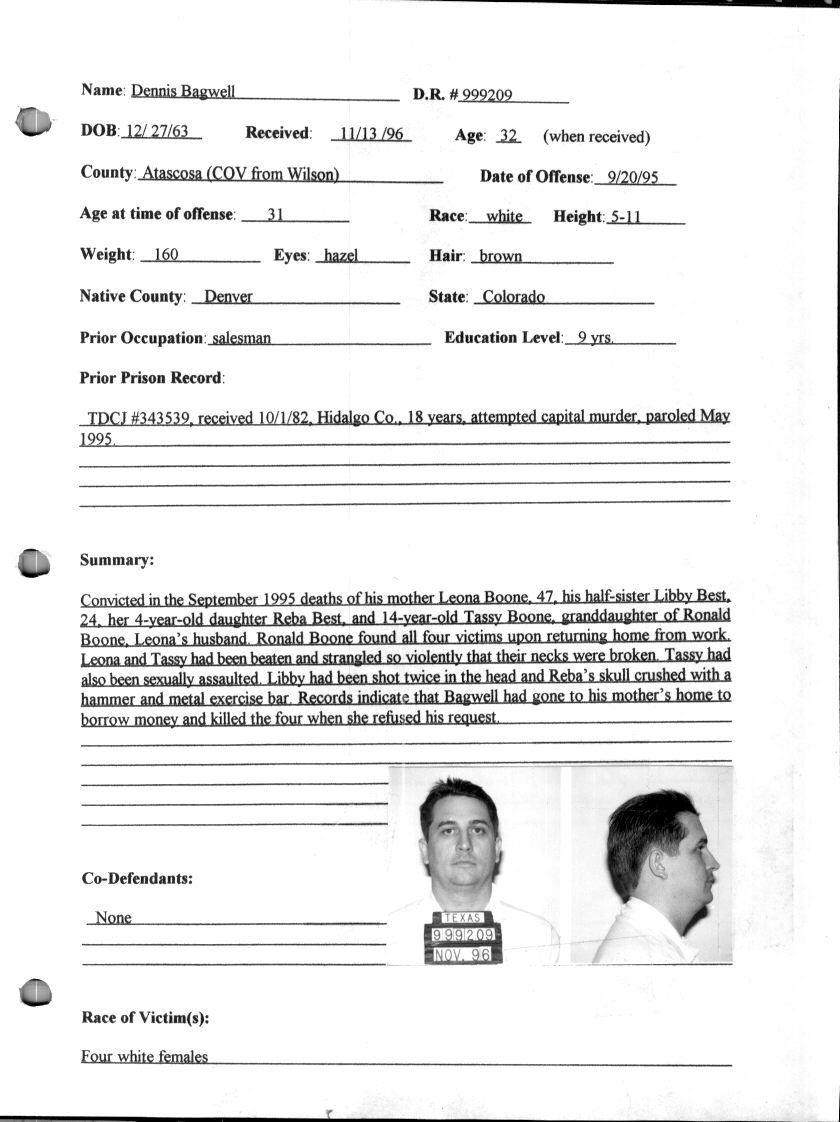 Name: Dennis Bagwell D.R. # 999209
DOB: 12/ 27/63 Received: 11/13 /96 Age: 32 (when received)
County: Atascosa (COV from Wilson) Date of Offense: 9/20/95
Age at time of offense: 31 Race: white Height: 5-11
Weight: 160 Eyes: hazel Hair: brown
Native County: Denver State: Colorado
Prior Occupation: salesman Education Level: 9 yrs.
Prior Prison Record:
TDCJ #343539, received 10/1/82, Hidalgo Co., 18 years, attempted capital murder, paroled May
1995.
Summary:
Convicted in the September 1995 deaths of his mother Leona Boone, 47, his half-sister Libby Best,
24, her 4-year-old daughter Reba Best, and 14-year-old Tassy Boone, granddaughter of Ronald
Boone, Leona's husband. Ronald Boone found all four victims upon returning home from work.
Leona and Tassy had been beaten and strangled so violently that their necks were broken. Tassy had
also been sexually assaulted. Libby had been shot twice in the head and Reba's skull crushed with a
hammer and metal exercise bar. Records indicate that Bagwell had gone to his mother's home to
borrow money and killed the four when she refused his request.
Co-Defendants:
None
TEXAS
999209
NOV. 96
Race of Victim(s):
Four white females